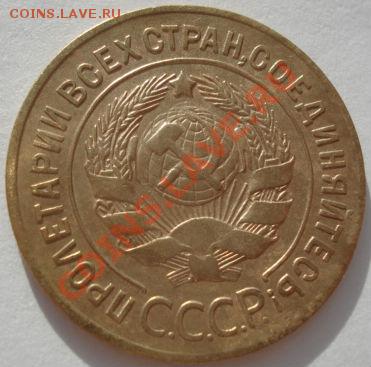 COINS.LAVE.RU
ПРОЛЕТАРИИ ВСЕХ СТРАН, СОЕДИНЯЙТЕСЬ!
С.С.С.Р.
COINS.LAVE.RU